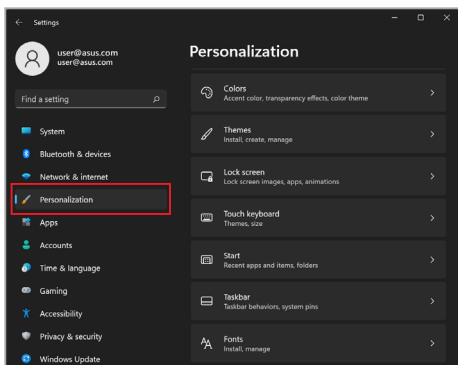 Settings
user@asus.com
user@asus.com
Find a setting
System
Bluetooth & devices
Network & internet
Personalization
Apps
Accounts
Time & language
Gaming
Accessibility
Privacy & security
Windows Update
Personalization
Colors
Accent color, transparency effects, color theme
Themes
Install, create, manage
Lock screen
Lock screen images, apps, animations
Touch keyboard
Themes, size
Start
Recent apps and items, folders
Taskbar
Taskbar behaviors, system pins
Fonts
Install, manage